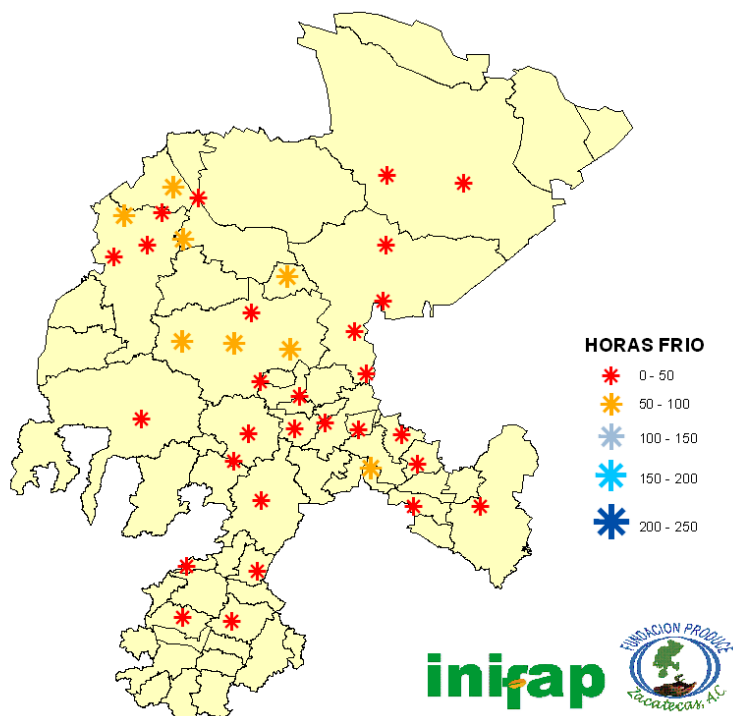 HORAS FRIO
0 - 50
50 - 100
100 - 150
150 - 200
200 - 250
inifap
FUNDACION PRODUCE
Zacatecas, A.C.